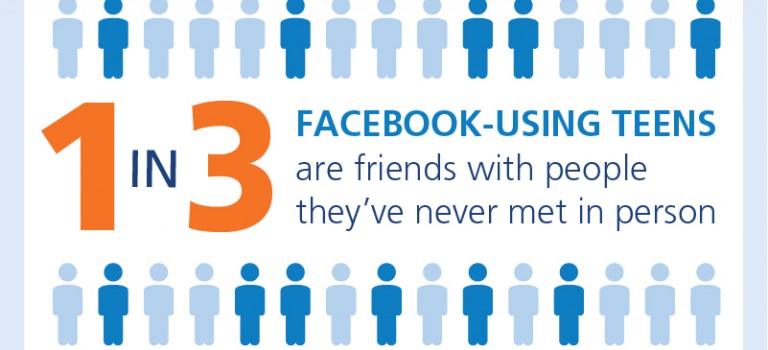 1 IN 3
FACEBOOK-USING TEENS
are friends with people
they've never met in person